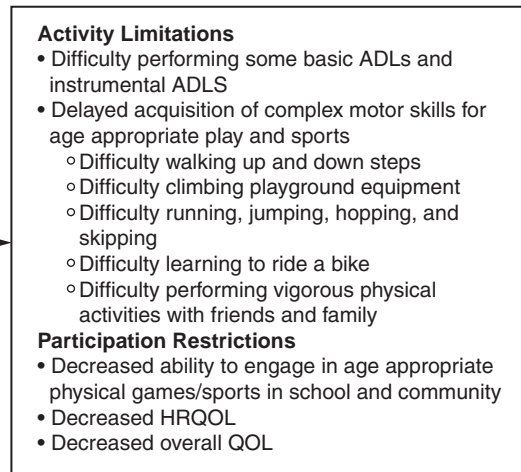 Activity Limitations
• Difficulty performing some basic ADLs and
instrumental ADLS
• Delayed acquisition of complex motor skills for
age appropriate play and sports
○ Difficulty walking up and down steps
○ Difficulty climbing playground equipment
○ Difficulty running, jumping, hopping, and
skipping
○ Difficulty learning to ride a bike
○ Difficulty performing vigorous physical
activities with friends and family
Participation Restrictions
• Decreased ability to engage in age appropriate
physical games/sports in school and community
• Decreased HRQOL
• Decreased overall QOL